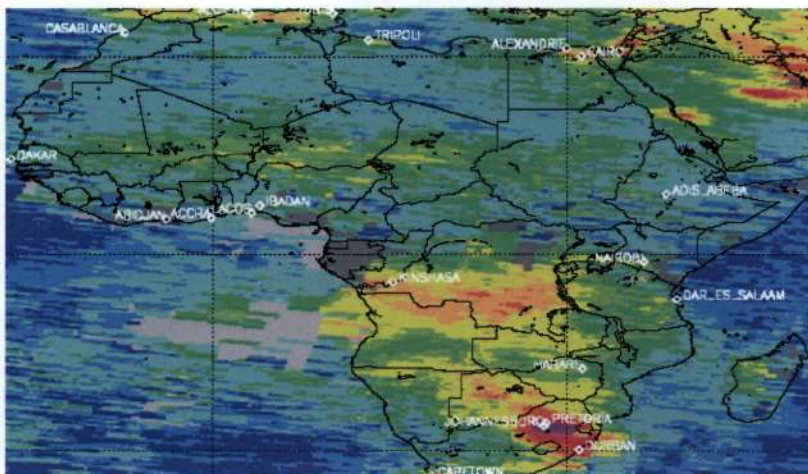 CASABLANCA
TRIPOLI
ALEXANDRIE
CAIRO
DAKAR
ADIS_ABEBA
IBADAN
ABIDJAN
ACCRA
LAGOS
NAIROBI
KINSHASA
DAR_ES_SALAAM
HARARE
JOHANNESBURG
PRETORIA
DURBAN
CAPETOWN